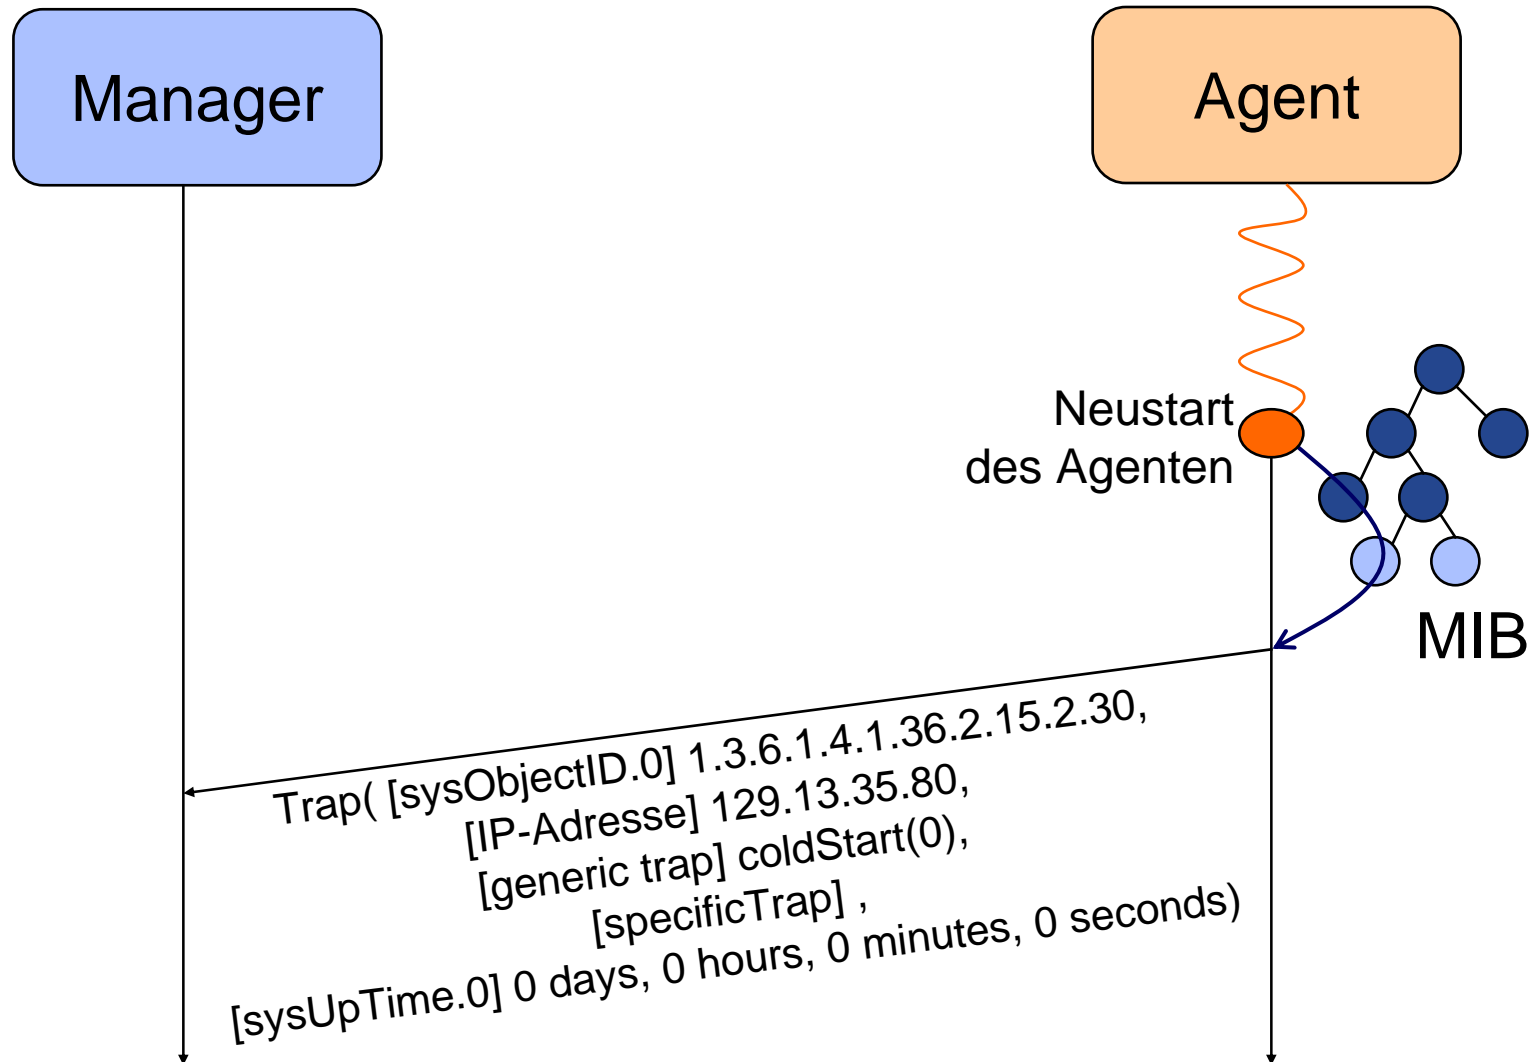 Manager
Agent
Neustart
des Agenten
MIB
Trap( [sysObjectID.0] 1.3.6.1.4.1.36.2.15.2.30,
[IP-Adresse] 129.13.35.80,
[generic trap] coldStart(0),
[specificTrap] ,
[sysUpTime.0] 0 days, 0 hours, 0 minutes, 0 seconds)